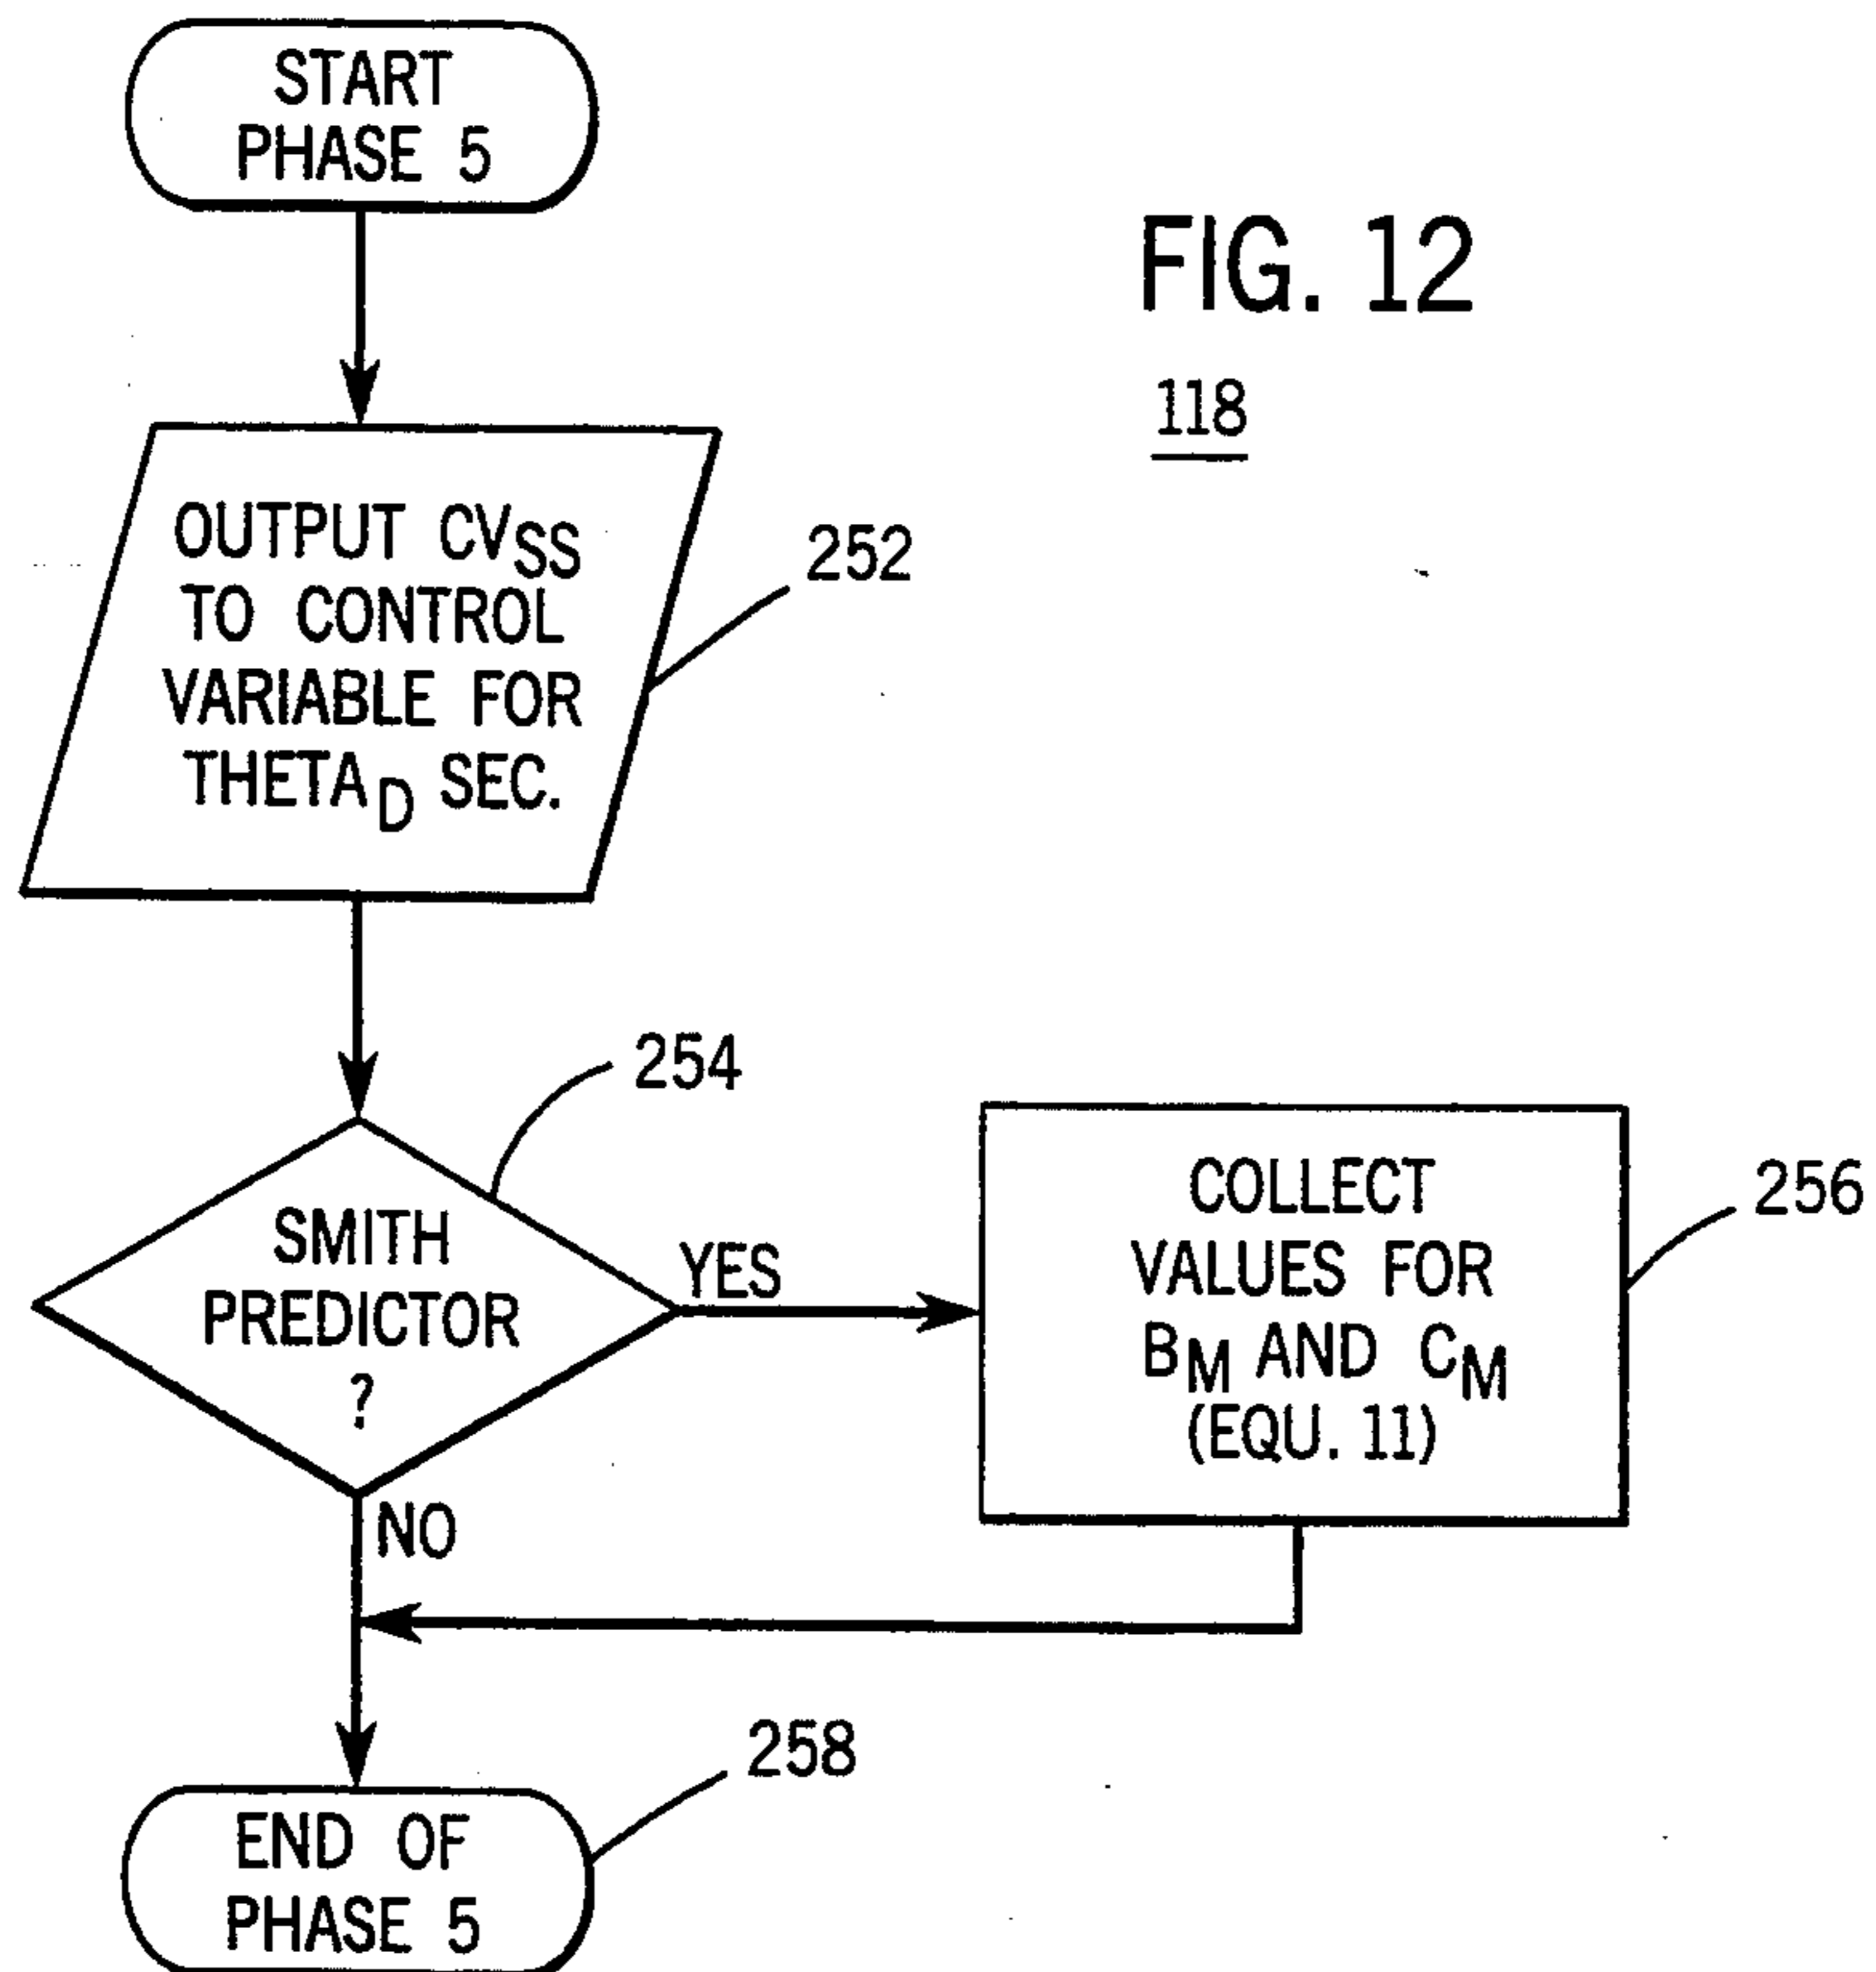 START
PHASE 5
FIG. 12
118
OUTPUT CVSS
TO CONTROL
VARIABLE FOR
THETAD SEC.
252
254
SMITH
PREDICTOR
?
YES
NO
COLLECT
VALUES FOR
BM AND CM
(EQU. 11)
256
258
END OF
PHASE 5